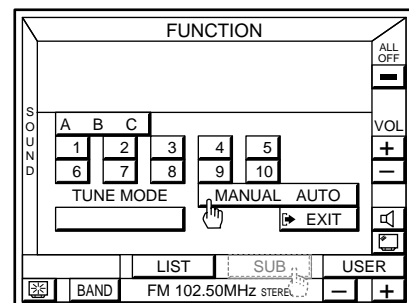 FUNCTION
ALL
OFF
SOUND
A B C
VOL
1 2 3 4 5
+
6 7 8 9 10
−
TUNE MODE
MANUAL AUTO
EXIT
LIST SUB USER
BAND FM 102.50MHz STEREO − +